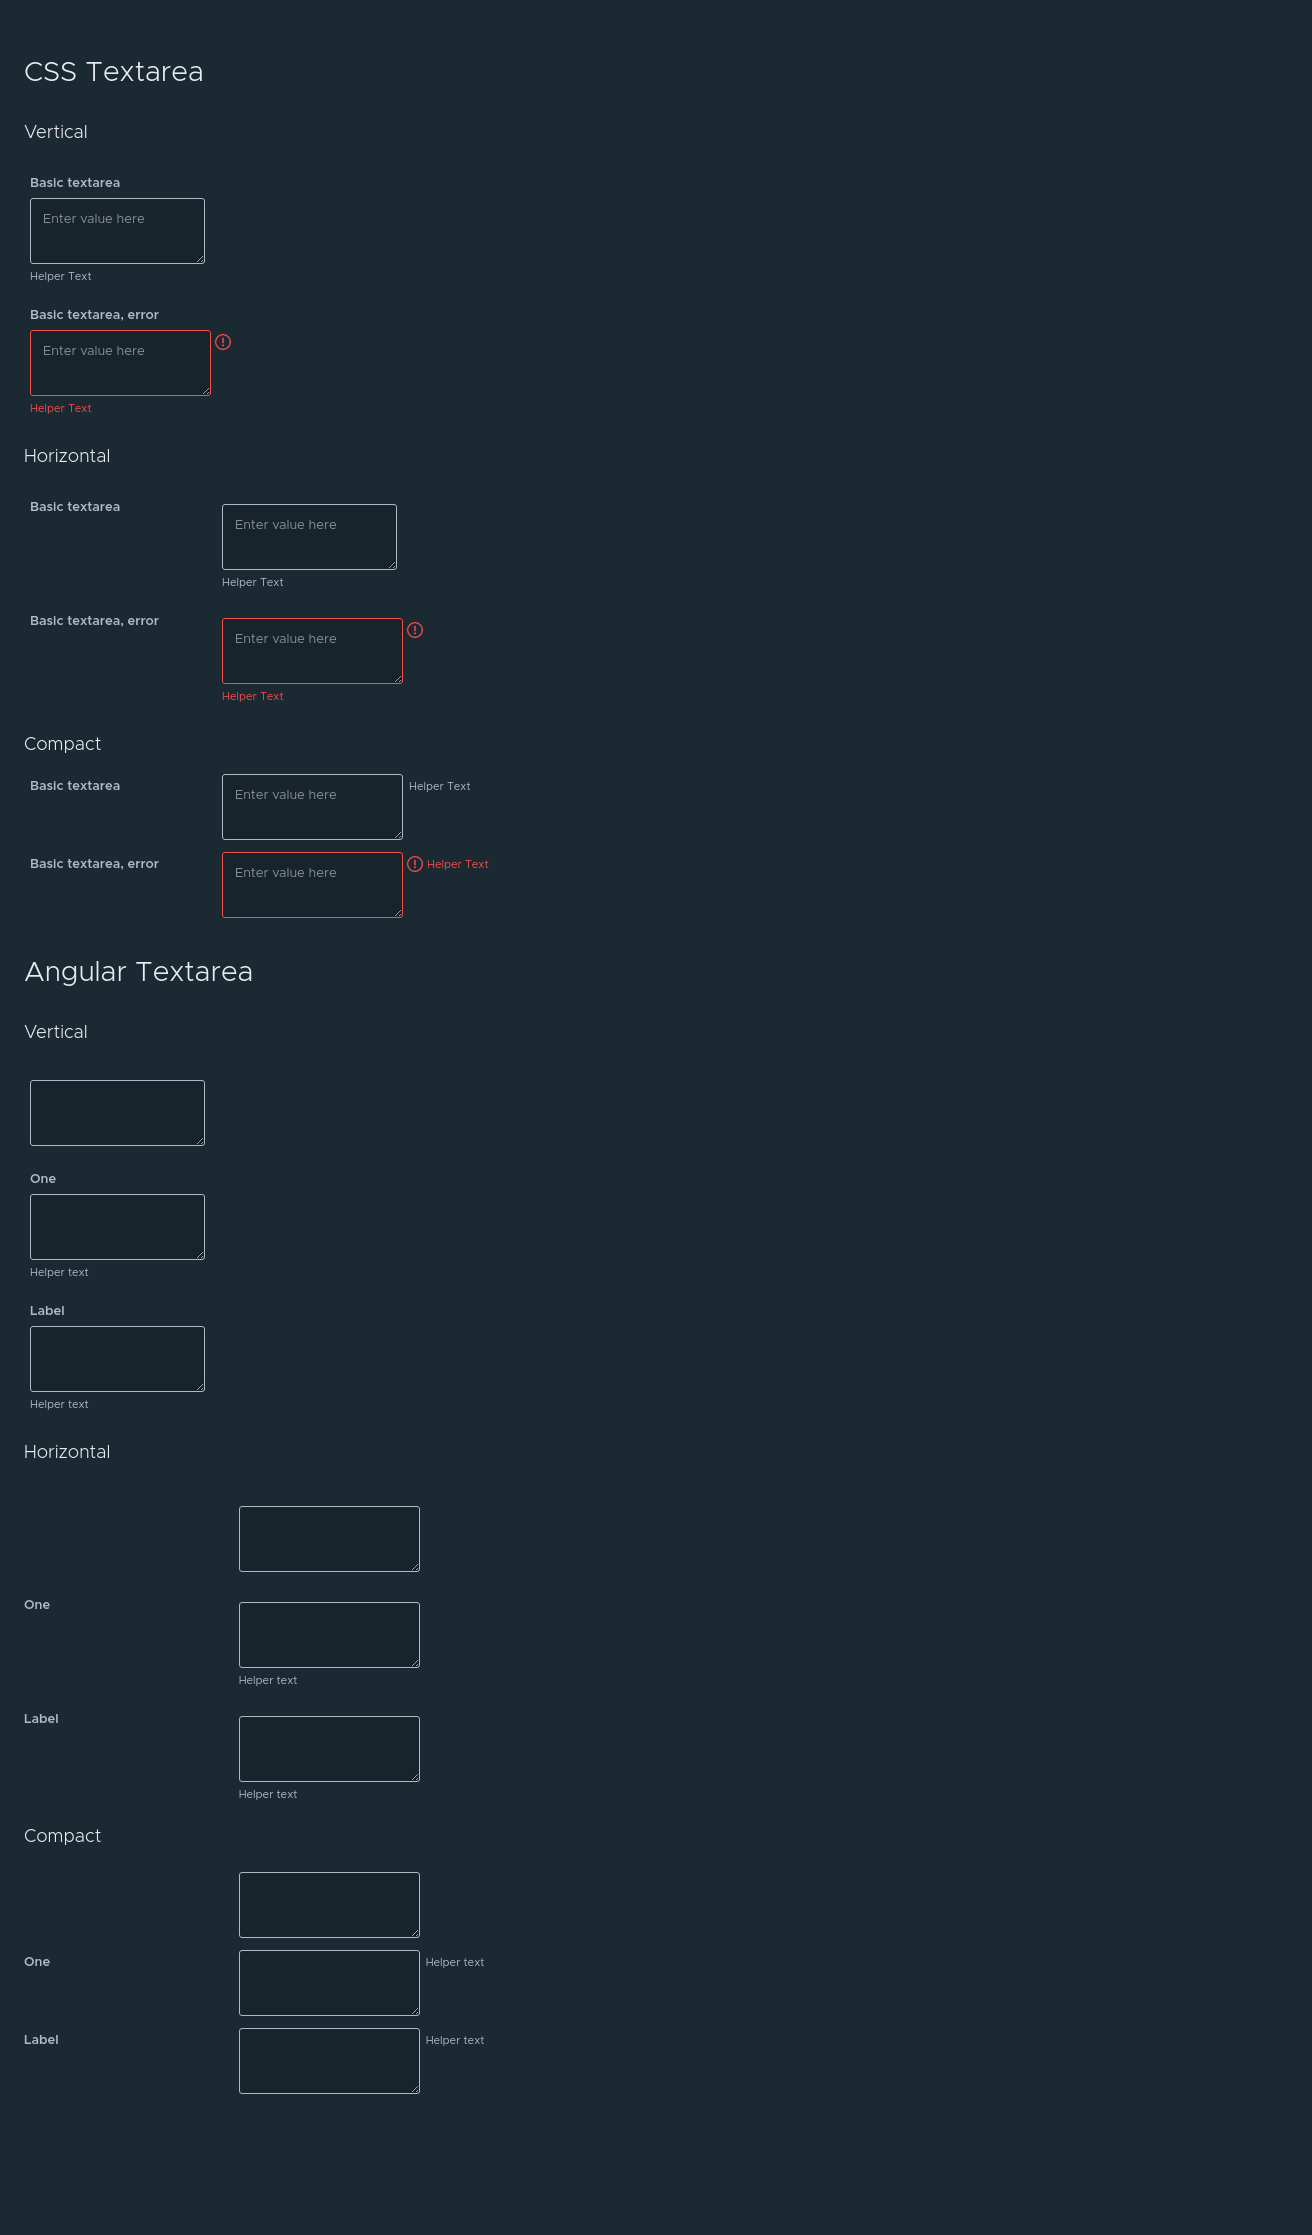 CSS Textarea
Vertical
Basic textarea
Enter value here
Helper Text
Basic textarea, error
Enter value here
Helper Text
Horizontal
Basic textarea
Enter value here
Helper Text
Basic textarea, error
Enter value here
Helper Text
Compact
Basic textarea
Enter value here
Helper Text
Basic textarea, error
Enter value here
Helper Text
Angular Textarea
Vertical
One
Helper text
Label
Helper text
Horizontal
One
Helper text
Label
Helper text
Compact
One
Helper text
Label
Helper text